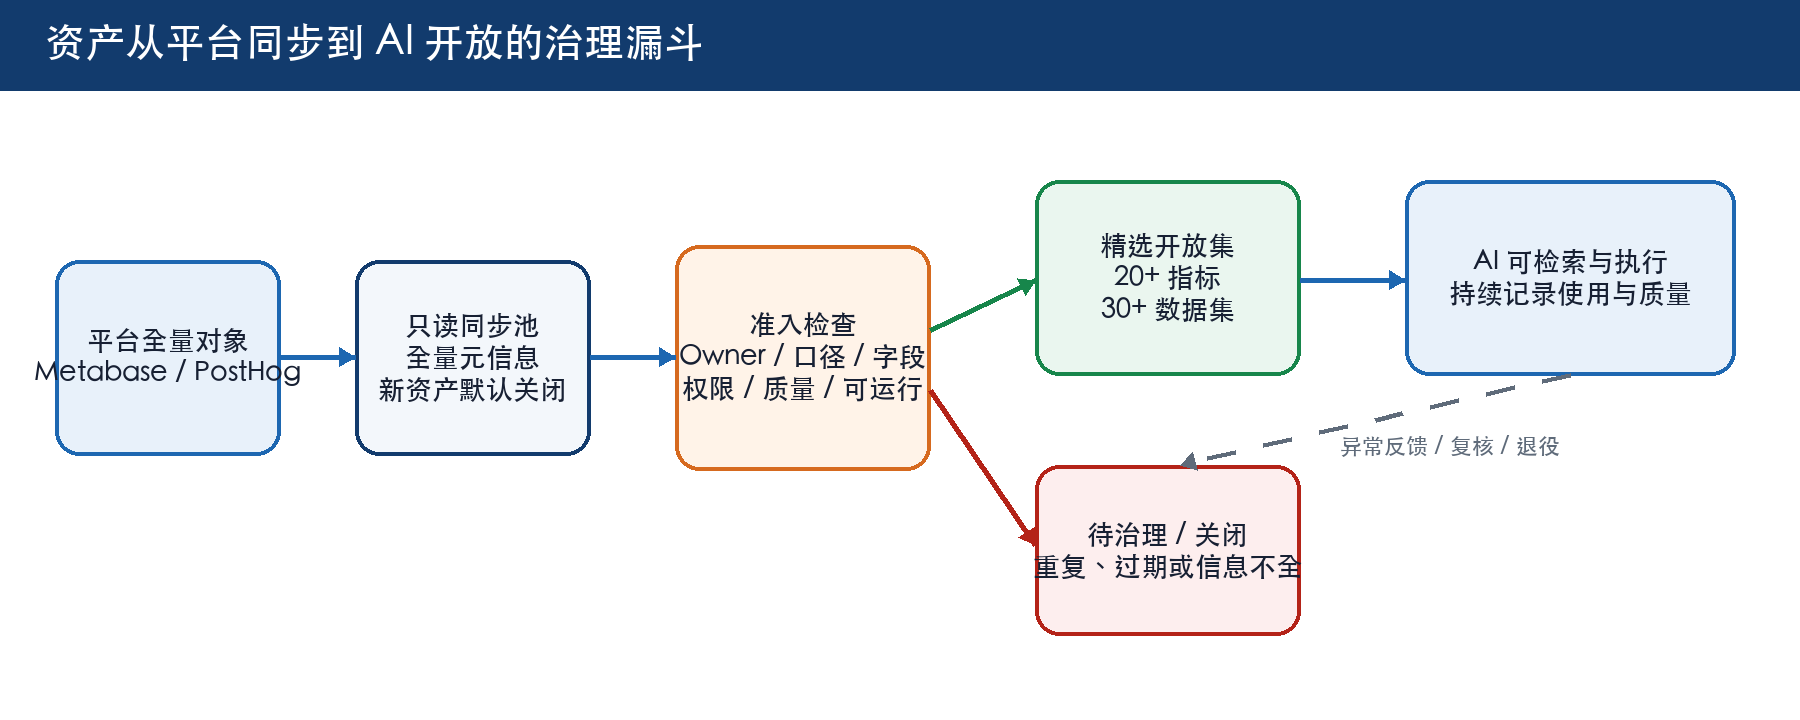 资产从平台同步到 AI 开放的治理漏斗
平台全量对象
Metabase / PostHog
只读同步池
全量元信息
新资产默认关闭
准入检查
Owner / 口径 / 字段
权限 / 质量 / 可运行
精选开放集
20+ 指标
30+ 数据集
AI 可检索与执行
持续记录使用与质量
异常反馈 / 复核 / 退役
待治理 / 关闭
重复、过期或信息不全